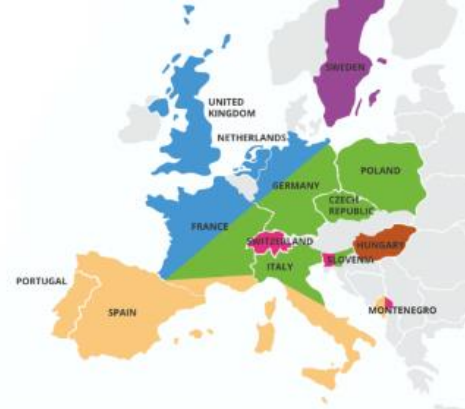 SWEDEN
UNITED
KINGDOM
NETHERLANDS
POLAND
GERMANY
CZECH
REPUBLIC
FRANCE
SWITZERLAND
HUNGARY
SLOVENIA
ITALY
PORTUGAL
SPAIN
MONTENEGRO